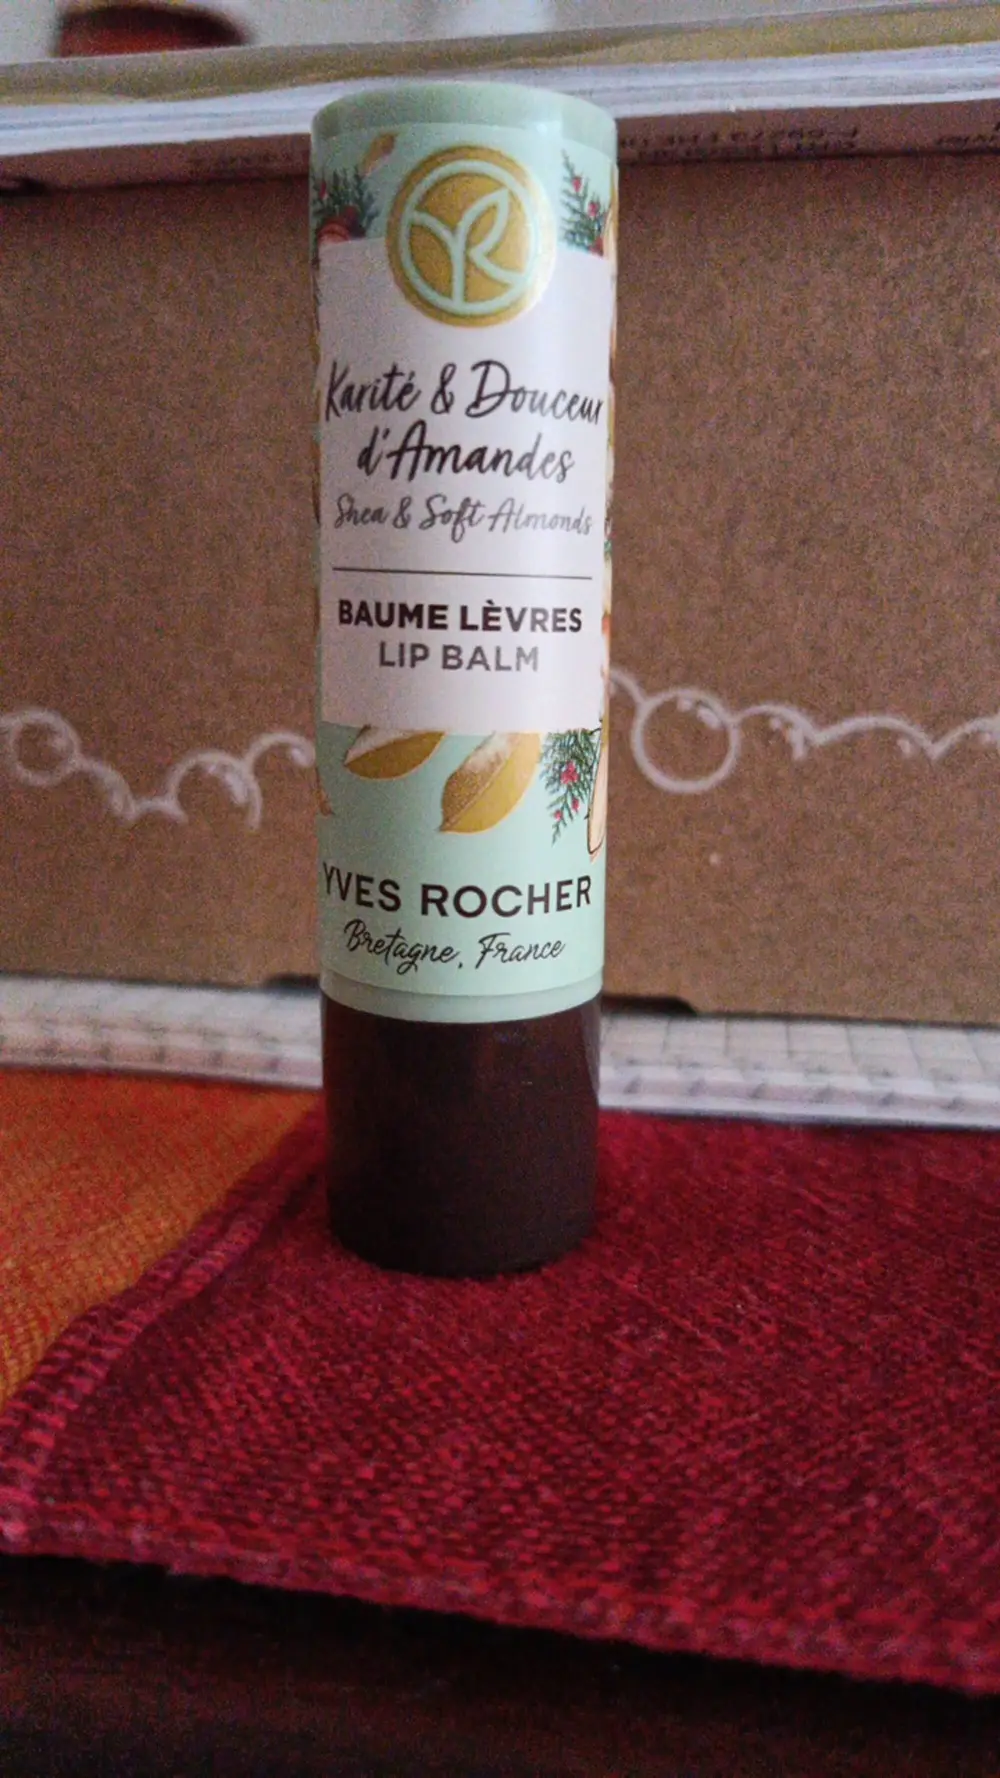 Karité & Douceur
d'Amandes
Shea & Soft Almonds
BAUME LÈVRES
LIP BALM
YVES ROCHER
Bretagne, France